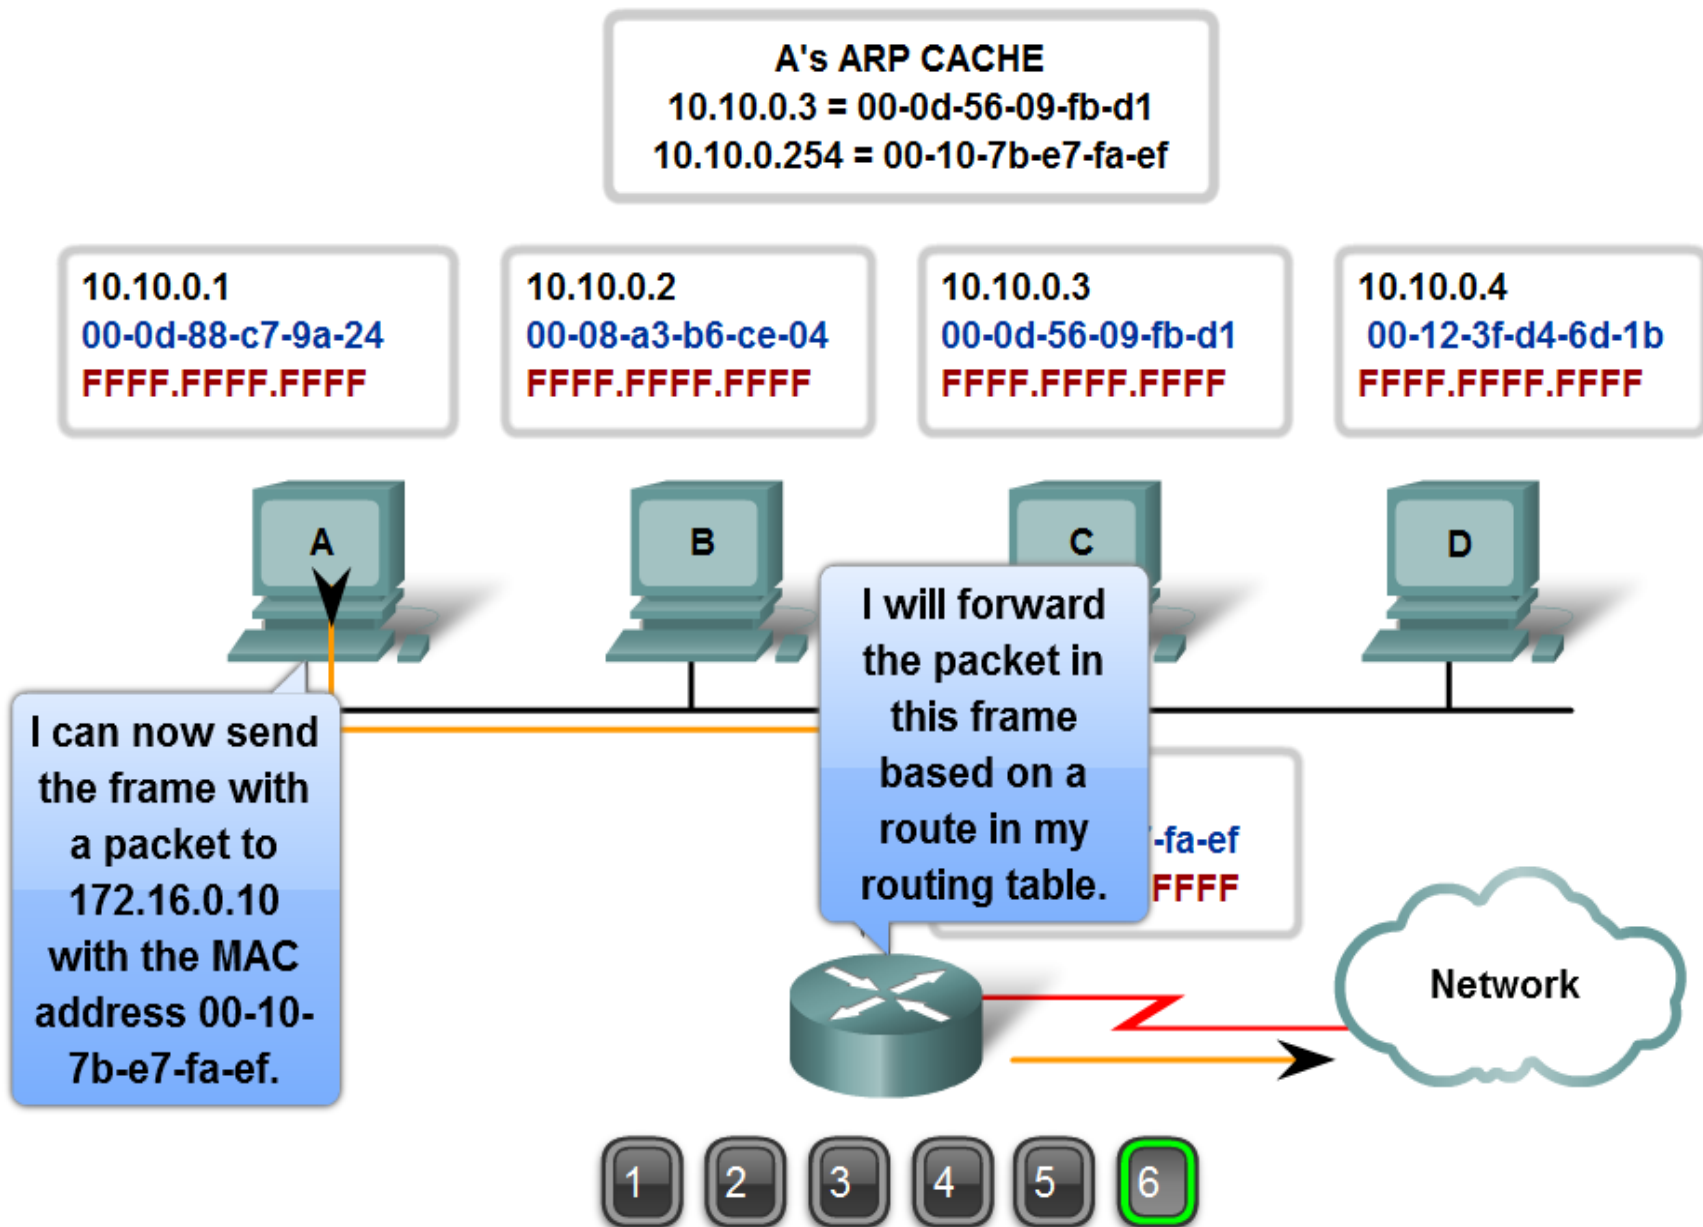 A's ARP CACHE
10.10.0.3 = 00-0d-56-09-fb-d1
10.10.0.254 = 00-10-7b-e7-fa-ef
10.10.0.1
00-0d-88-c7-9a-24
FFFF.FFFF.FFFF
10.10.0.2
00-08-a3-b6-ce-04
FFFF.FFFF.FFFF
10.10.0.3
00-0d-56-09-fb-d1
FFFF.FFFF.FFFF
10.10.0.4
00-12-3f-d4-6d-1b
FFFF.FFFF.FFFF
A
B
C
D
I can now send
the frame with
a packet to
172.16.0.10
with the MAC
address 00-10-
7b-e7-fa-ef.
I will forward
the packet in
this frame
based on a
route in my
routing table.
-fa-ef
FFFF
Network
1
2
3
4
5
6